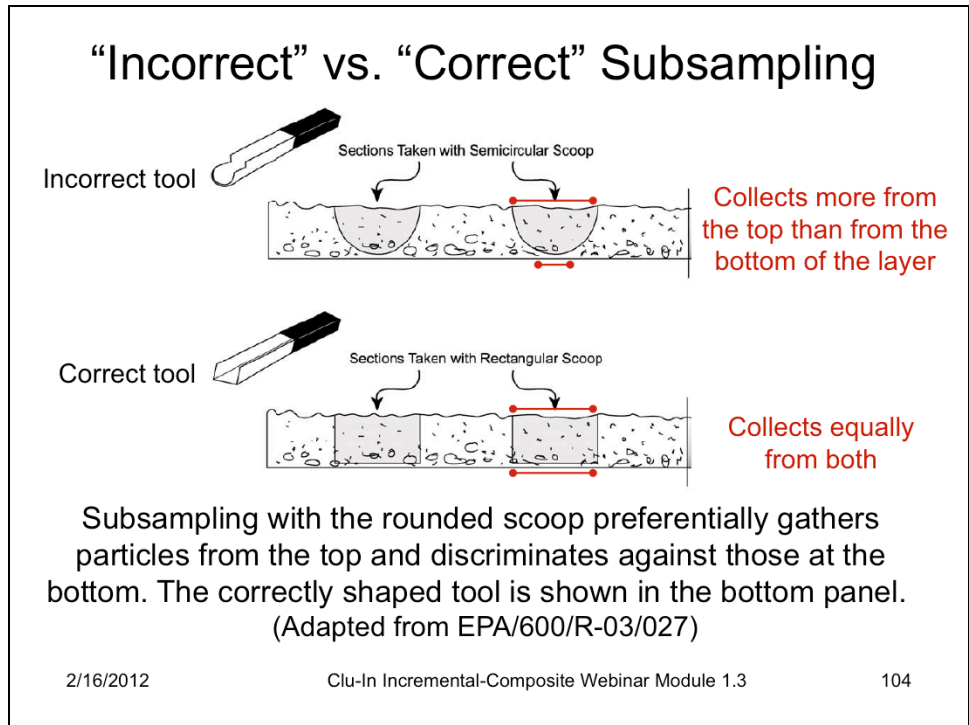 “Incorrect” vs. “Correct” Subsampling
Sections Taken with Semicircular Scoop
Incorrect tool
Collects more from
the top than from the
bottom of the layer
Sections Taken with Rectangular Scoop
Correct tool
Collects equally
from both
Subsampling with the rounded scoop preferentially gathers
particles from the top and discriminates against those at the
bottom. The correctly shaped tool is shown in the bottom panel.
(Adapted from EPA/600/R-03/027)
2/16/2012
Clu-In Incremental-Composite Webinar Module 1.3
104